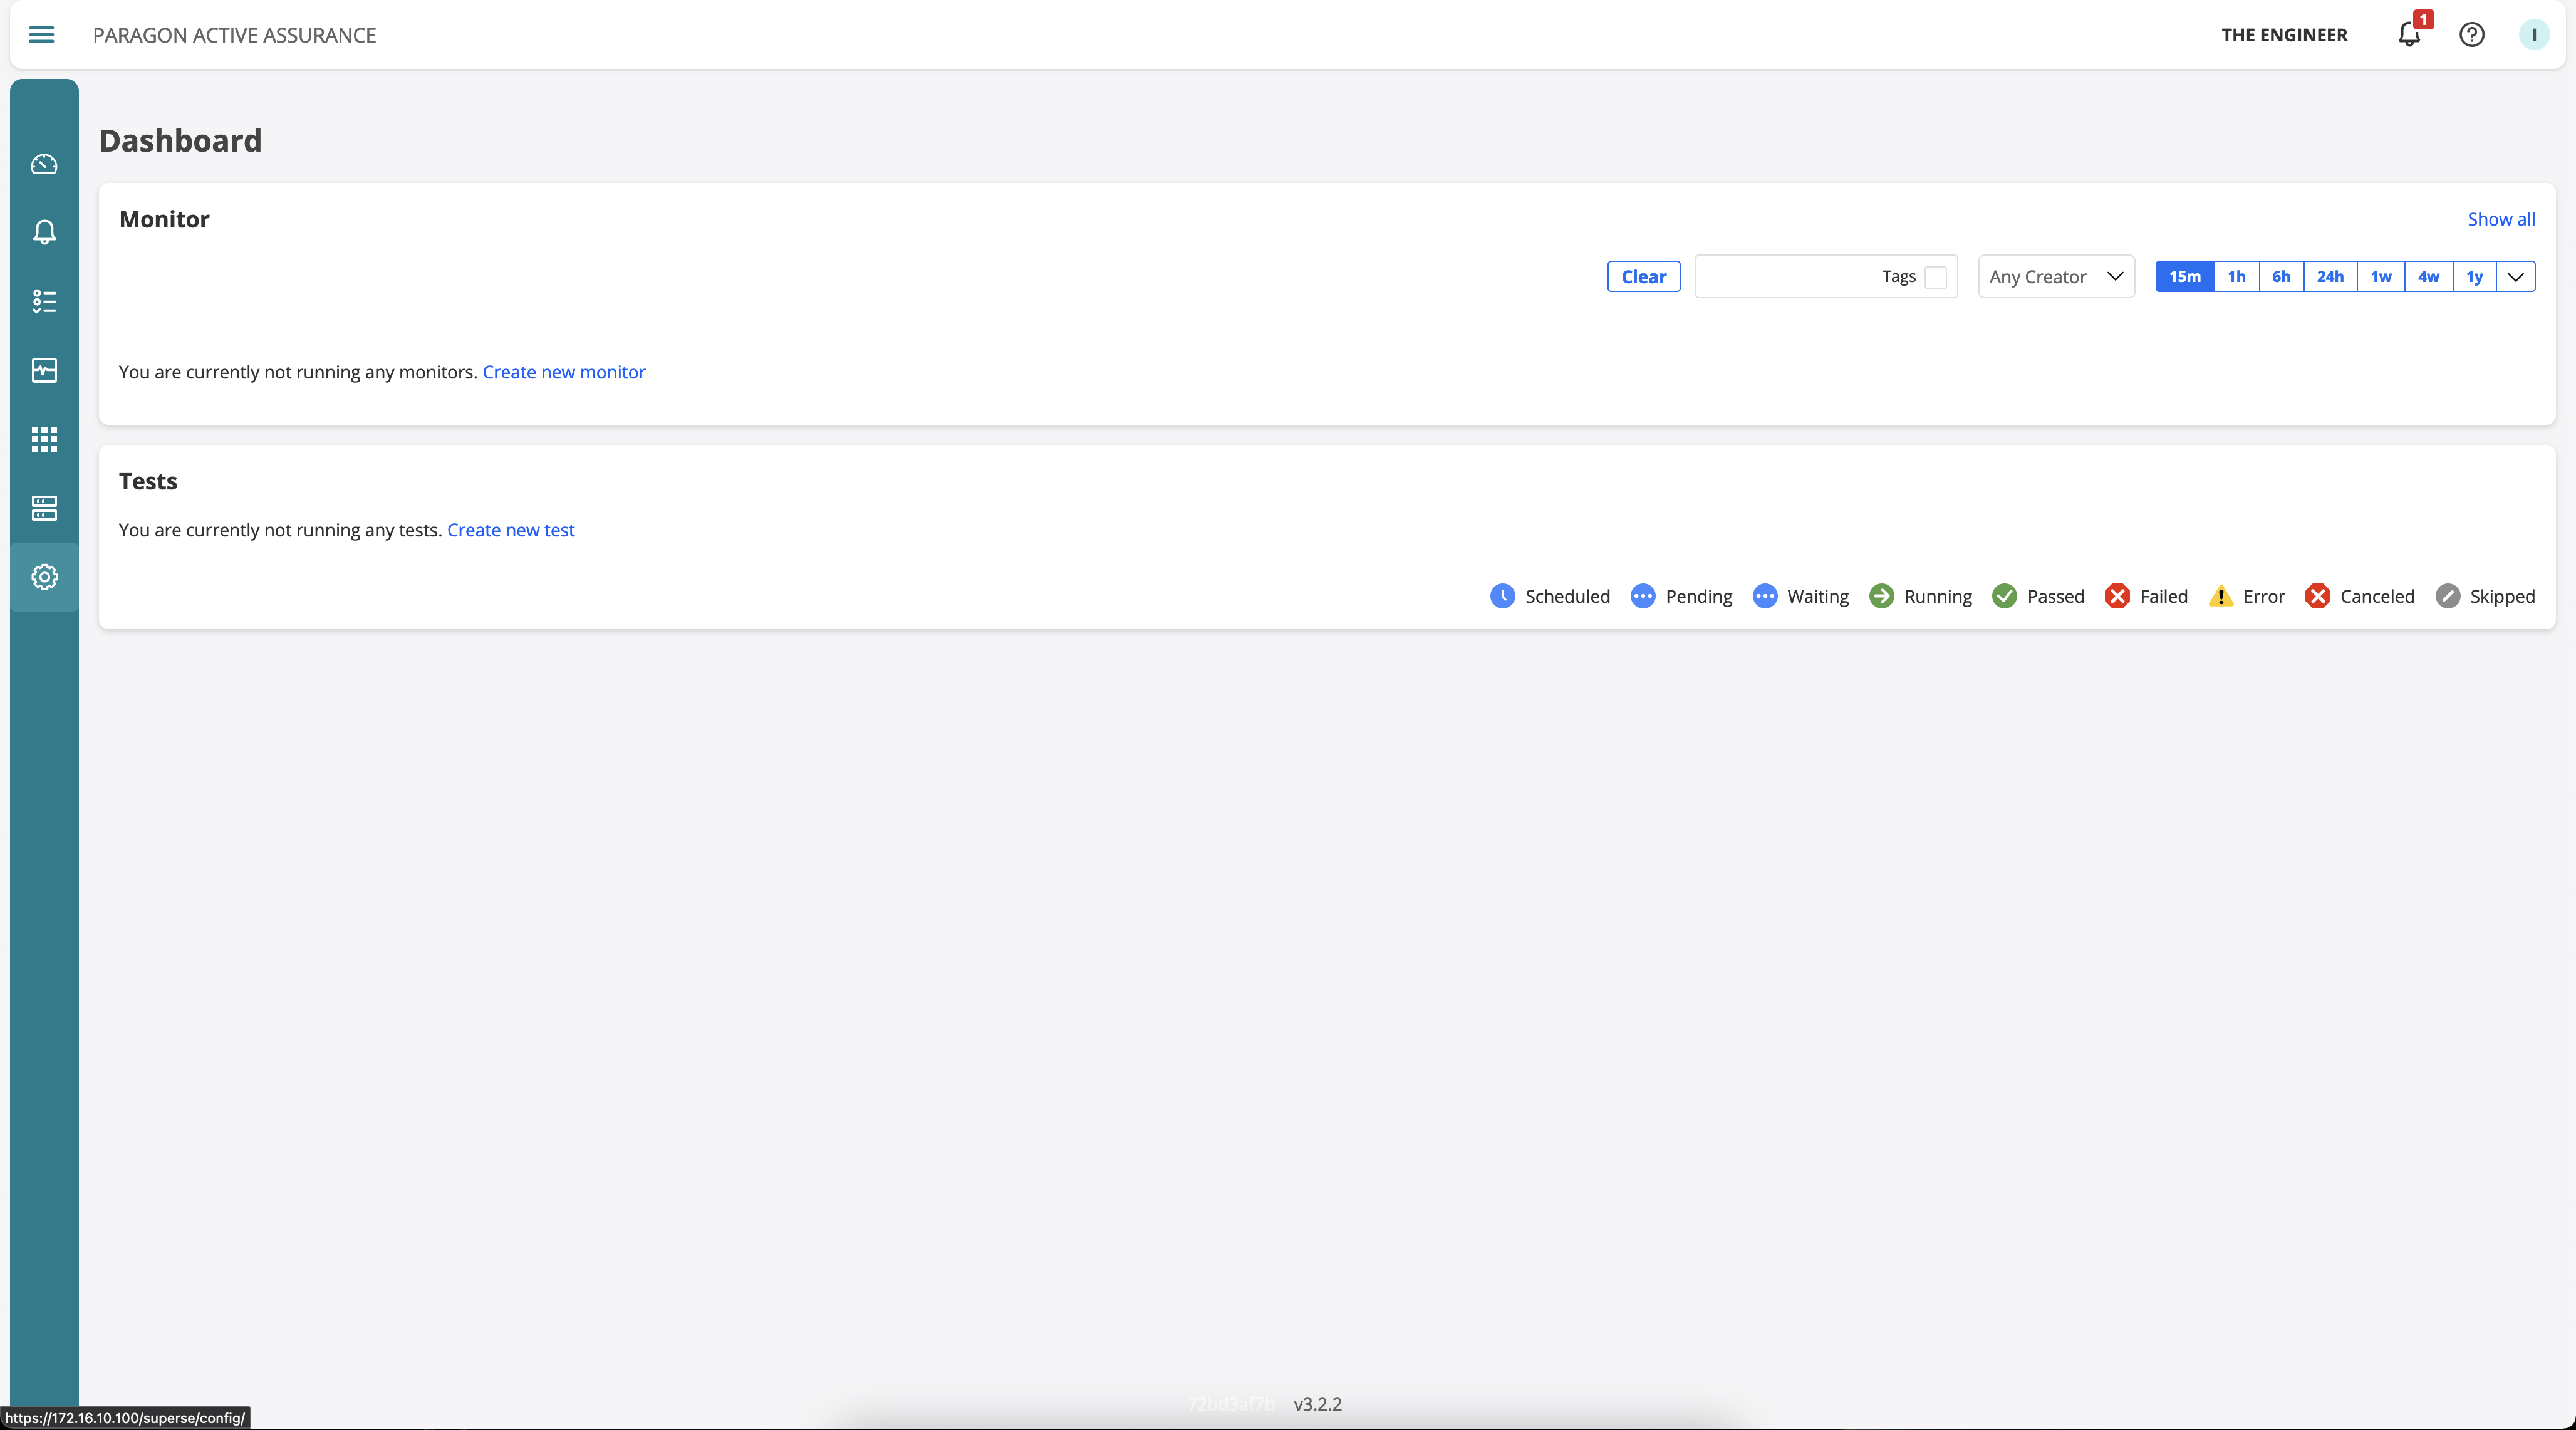 PARAGON ACTIVE ASSURANCE
THE ENGINEER
1
I
Dashboard
Monitor
Show all
Clear
Tags
Any Creator
15m 1h 6h 24h 1w 4w 1y
You are currently not running any monitors. Create new monitor
Tests
You are currently not running any tests. Create new test
Scheduled Pending Waiting Running Passed Failed Error Canceled Skipped
72bd3af7b v3.2.2
https://172.16.10.100/superse/config/